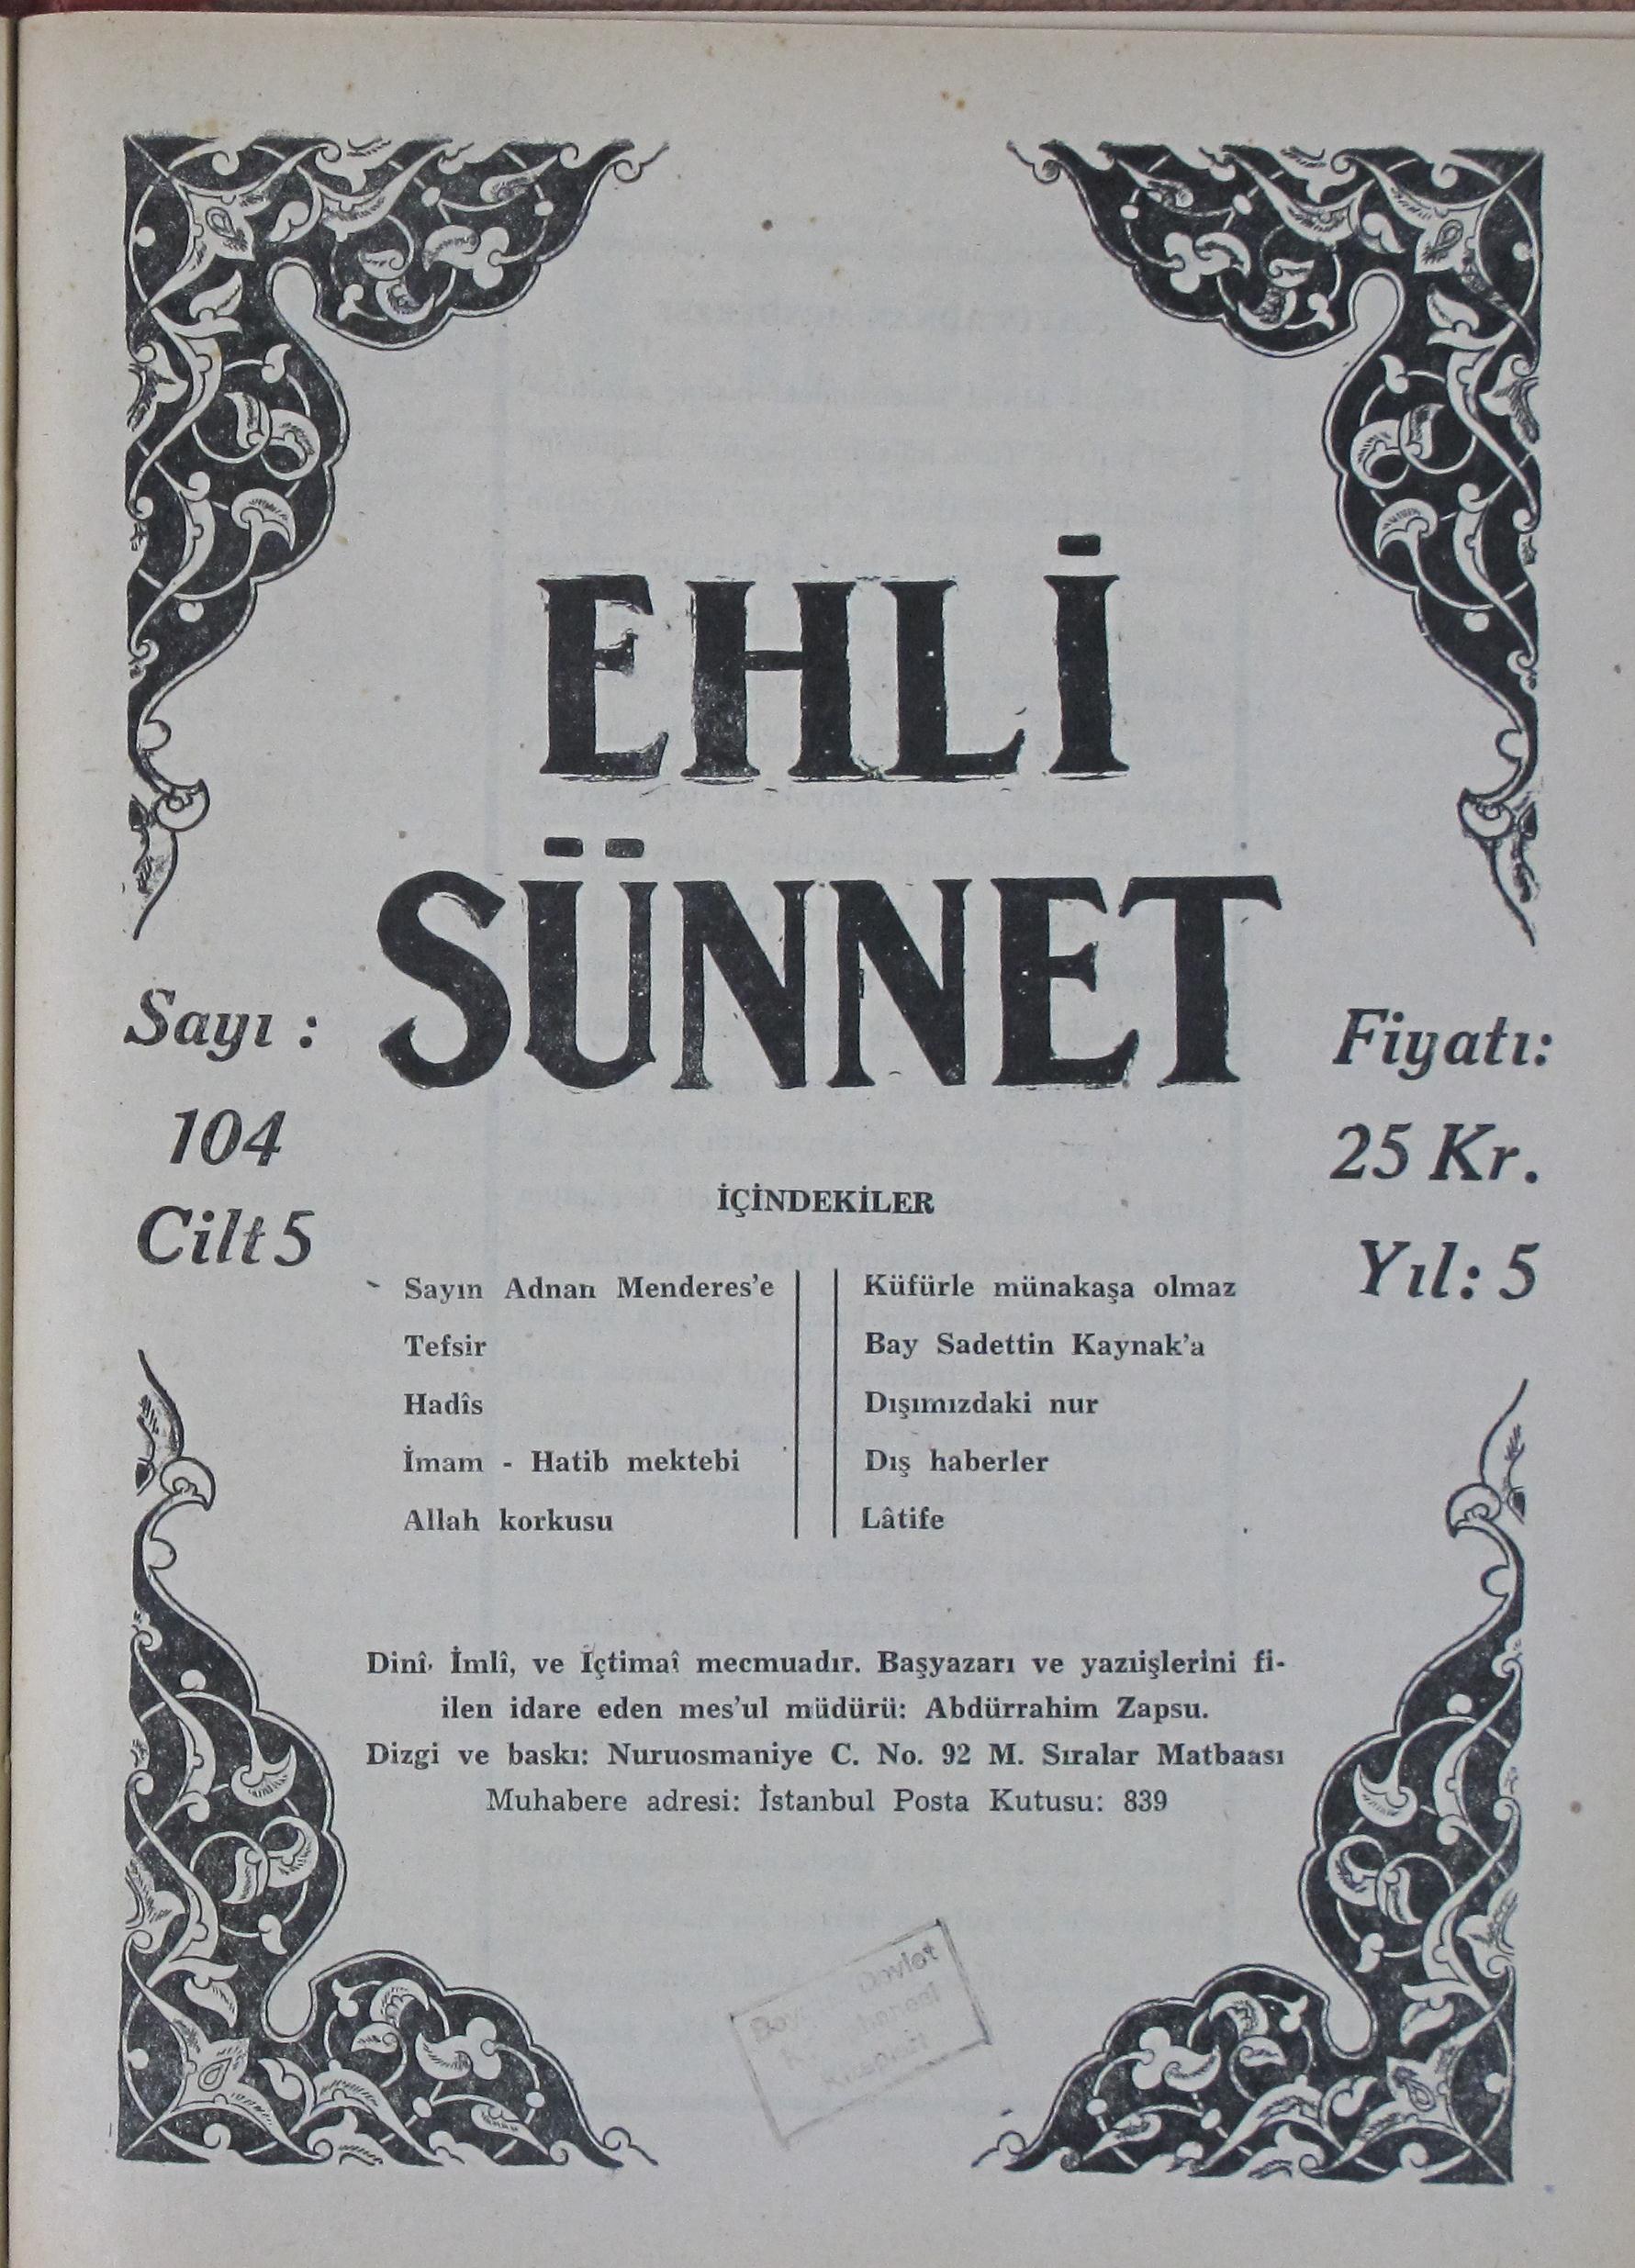 EHLİ
SÜNNET
Sayı :
104
Cilt 5
Fiyatı:
25 Kr.
Yıl: 5
İÇİNDEKİLER
Sayın Adnan Menderes'e
Tefsir
Hadîs
İmam - Hatib mektebi
Allah korkusu
Küfürle münakaşa olmaz
Bay Sadettin Kaynak'a
Dışımızdaki nur
Dış haberler
Lâtife
Dinî, İmlî, ve İçtimaî mecmuadır. Başyazarı ve yazıişlerini fi-
ilen idare eden mes'ul müdürü: Abdürrahim Zapsu.
Dizgi ve baskı: Nuruosmaniye C. No. 92 M. Sıralar Matbaası
Muhabere adresi: İstanbul Posta Kutusu: 839
Devlet